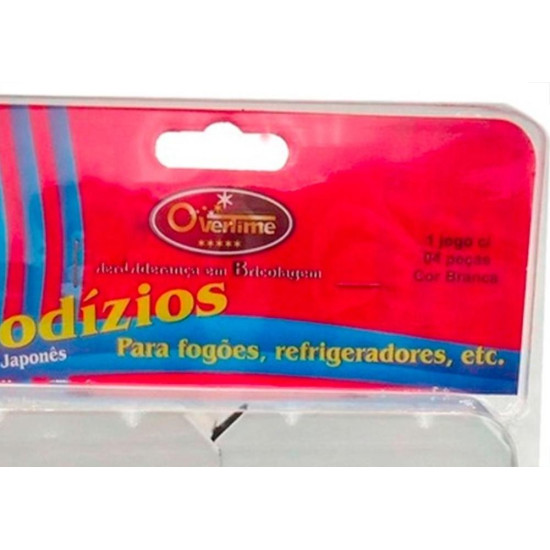 Overtime
Liderança em Bricolagem
1 jogo c/
04 peças
Cor Branca
odízios
Japonês
Para fogões, refrigeradores, etc.